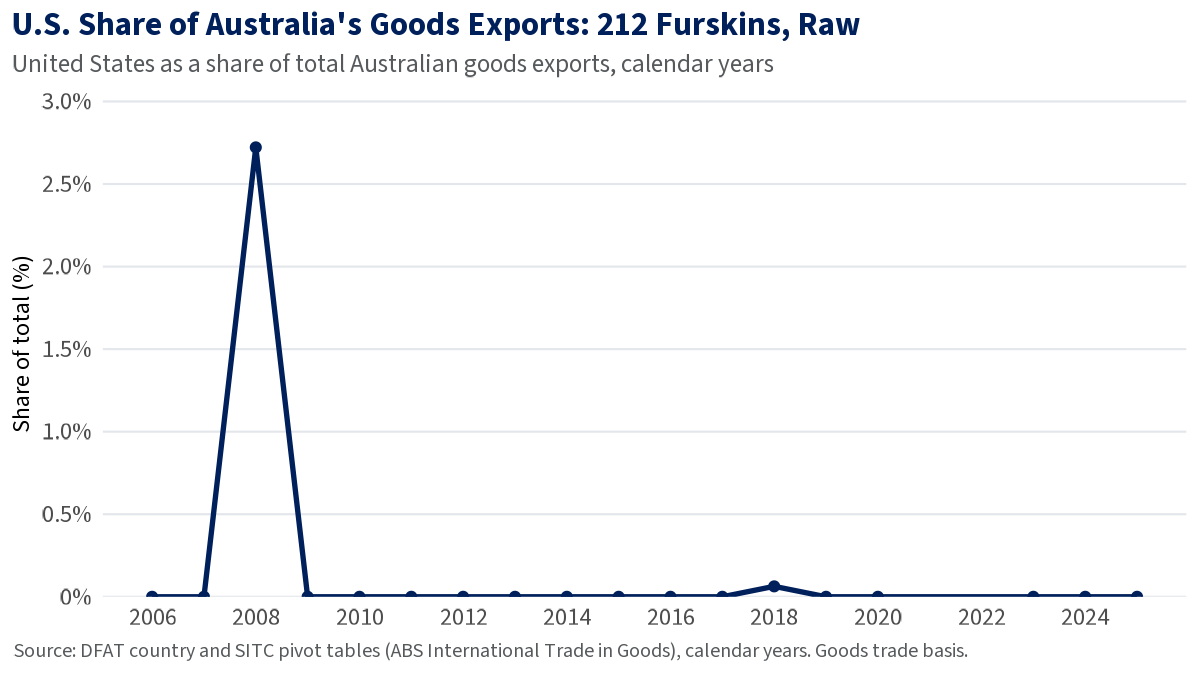 U.S. Share of Australia's Goods Exports: 212 Furskins, Raw
United States as a share of total Australian goods exports, calendar years
Share of total (%)
3.0%
2.5%
2.0%
1.5%
1.0%
0.5%
0%
2006 2008 2010 2012 2014 2016 2018 2020 2022 2024
Source: DFAT country and SITC pivot tables (ABS International Trade in Goods), calendar years. Goods trade basis.